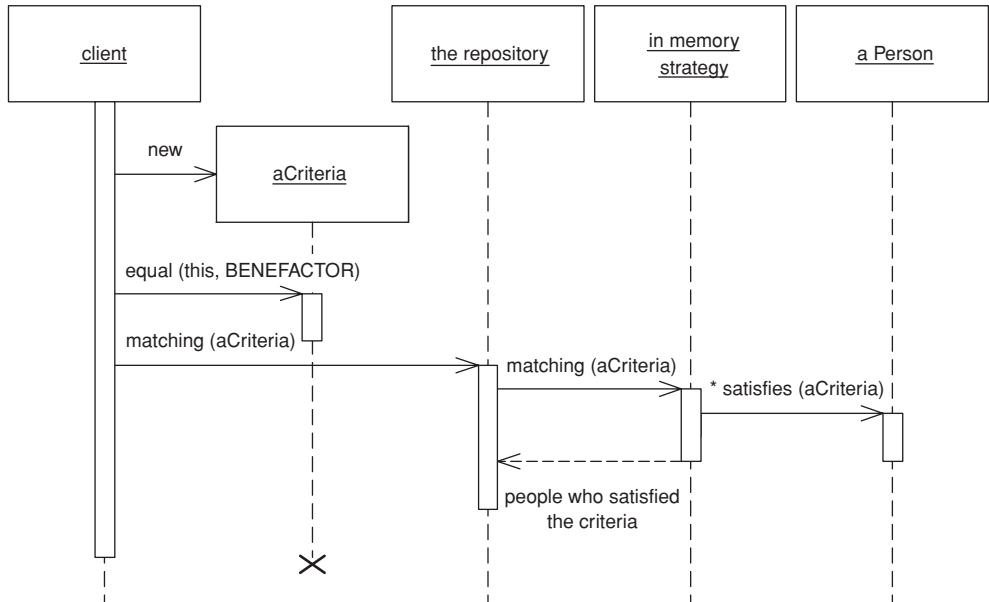 client
the repository
in memory
strategy
a Person
new
aCriteria
equal (this, BENEFACTOR)
matching (aCriteria)
matching (aCriteria)
* satisfies (aCriteria)
people who satisfied
the criteria